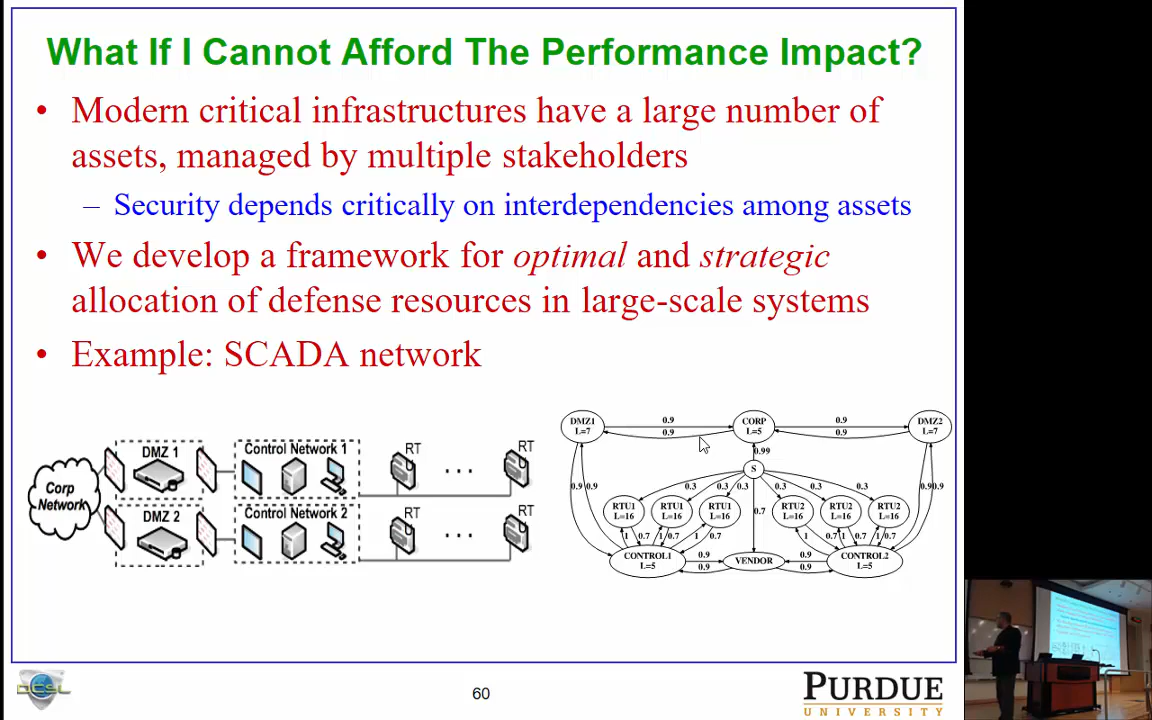 What If I Cannot Afford The Performance Impact?
• Modern critical infrastructures have a large number of
assets, managed by multiple stakeholders
– Security depends critically on interdependencies among assets
• We develop a framework for optimal and strategic
allocation of defense resources in large-scale systems
• Example: SCADA network
Corp
Network
DMZ 1
Control Network 1
RT
. . .
RT
DMZ 2
Control Network 2
RT
. . .
RT
DMZ1
L=7
0.9
0.9
CORP
L=5
0.9
0.9
DMZ2
L=7
0.99
S
0.9 0.9
0.3 0.3 0.3
0.3 0.3 0.3
0.9 0.9
RTU1
L=16
RTU1
L=16
RTU1
L=16
0.7
RTU2
L=16
RTU2
L=16
RTU2
L=16
1 0.7 1 0.7 1 0.7
1 0.7 1 0.7 1 0.7
CONTROL1
L=5
0.9
0.9
VENDOR
0.9
0.9
CONTROL2
L=5
DCSL
60
PURDUE
UNIVERSITY